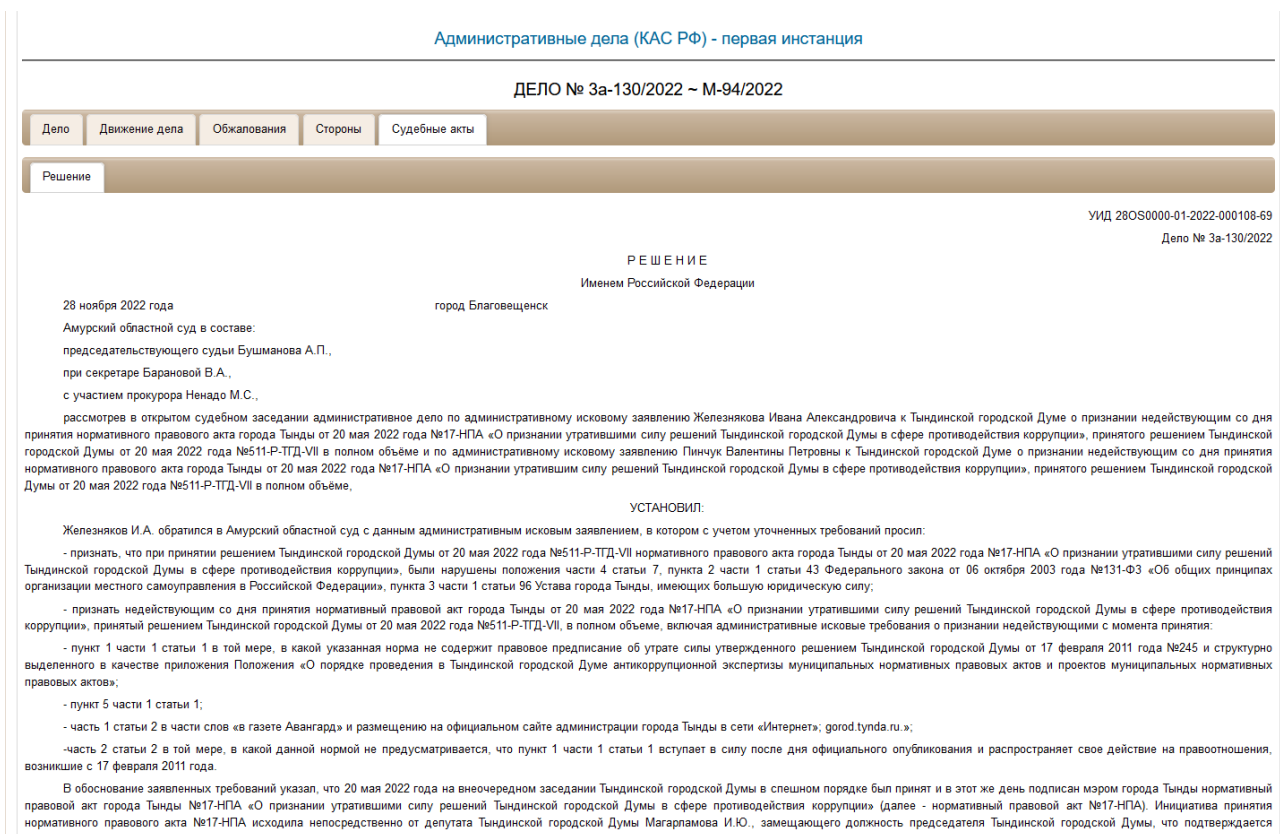 Административные дела (КАС РФ) - первая инстанция
ДЕЛО № 3а-130/2022 ~ М-94/2022
Дело Движение дела Обжалования Стороны Судебные акты
Решение
УИД 28OS0000-01-2022-000108-69
Дело № 3а-130/2022
Р Е Ш Е Н И Е
Именем Российской Федерации
28 ноября 2022 года город Благовещенск
Амурский областной суд в составе:
председательствующего судьи Бушманова А.П.,
при секретаре Барановой В.А.,
с участием прокурора Ненадо М.С.,
рассмотрев в открытом судебном заседании административное дело по административному исковому заявлению Железнякова Ивана Александровича к Тындинской городской Думе о признании недействующим со дня
принятия нормативного правового акта города Тынды от 20 мая 2022 года №17-НПА «О признании утратившими силу решений Тындинской городской Думы в сфере противодействия коррупции», принятого решением Тындинской
городской Думы от 20 мая 2022 года №511-Р-ТГД-VII в полном объёме и по административному исковому заявлению Пинчук Валентины Петровны к Тындинской городской Думе о признании недействующим со дня принятия
нормативного правового акта города Тынды от 20 мая 2022 года №17-НПА «О признании утратившим силу решений Тындинской городской Думы в сфере противодействия коррупции», принятого решением Тындинской городской
Думы от 20 мая 2022 года №511-Р-ТГД-VII в полном объёме,
УСТАНОВИЛ:
Железняков И.А. обратился в Амурский областной суд с данным административным исковым заявлением, в котором с учетом уточненных требований просил:
- признать, что при принятии решением Тындинской городской Думы от 20 мая 2022 года №511-Р-ТГД-VII нормативного правового акта города Тынды от 20 мая 2022 года №17-НПА «О признании утратившими силу решений
Тындинской городской Думы в сфере противодействия коррупции», были нарушены положения части 4 статьи 7, пункта 2 части 1 статьи 43 Федерального закона от 06 октября 2003 года №131-ФЗ «Об общих принципах
организации местного самоуправления в Российской Федерации», пункта 3 части 1 статьи 96 Устава города Тынды, имеющих большую юридическую силу;
- признать недействующим со дня принятия нормативный правовой акт города Тынды от 20 мая 2022 года №17-НПА «О признании утратившими силу решений Тындинской городской Думы в сфере противодействия
коррупции», принятый решением Тындинской городской Думы от 20 мая 2022 года №511-Р-ТГД-VII, в полном объеме, включая административные исковые требования о признании недействующими с момента принятия:
- пункт 1 части 1 статьи 1 в той мере, в какой указанная норма не содержит правовое предписание об утрате силы утвержденного решением Тындинской городской Думы от 17 февраля 2011 года №245 и структурно
выделенного в качестве приложения Положения «О порядке проведения в Тындинской городской Думе антикоррупционной экспертизы муниципальных нормативных правовых актов и проектов муниципальных нормативных
правовых актов»;
- пункт 5 части 1 статьи 1;
- часть 1 статьи 2 в части слов «в газете Авангард» и размещению на официальном сайте администрации города Тынды в сети «Интернет»; gorod.tynda.ru.»;
-часть 2 статьи 2 в той мере, в какой данной нормой не предусматривается, что пункт 1 части 1 статьи 1 вступает в силу после дня официального опубликования и распространяет свое действие на правоотношения,
возникшие с 17 февраля 2011 года.
В обоснование заявленных требований указал, что 20 мая 2022 года на внеочередном заседании Тындинской городской Думы в спешном порядке был принят и в этот же день подписан мэром города Тынды нормативный
правовой акт города Тынды №17-НПА «О признании утратившими силу решений Тындинской городской Думы в сфере противодействия коррупции» (далее - нормативный правовой акт №17-НПА). Инициатива принятия
нормативного правового акта №17-НПА исходила непосредственно от депутата Тындинской городской Думы Магарламова И.Ю., замещающего должность председателя Тындинской городской Думы, что подтверждается